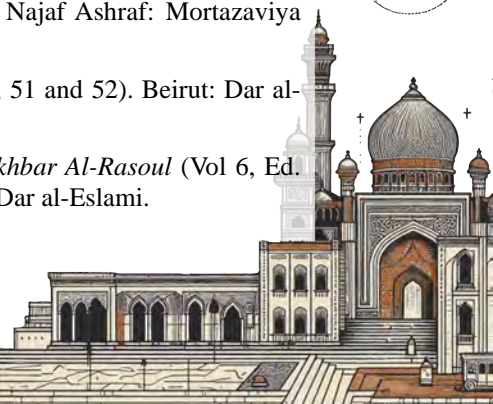 Najaf Ashraf: Mortazaviya
51 and 52). Beirut: Dar al-
khbar Al-Rasoul (Vol 6, Ed.
Dar al-Eslami.